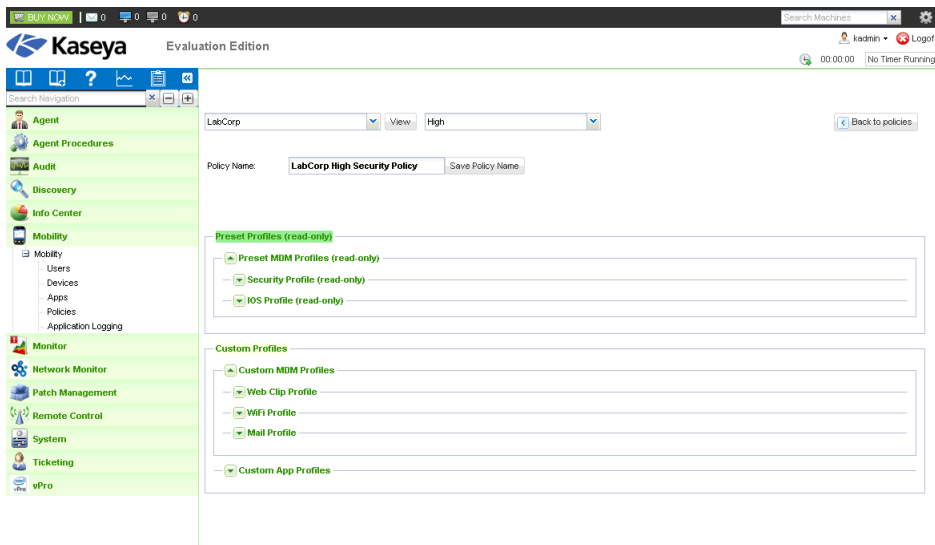 BUY NOW 0 0 0 0 Search Machines
Kaseya Evaluation Edition kadmin Logof
00:00:00 No Timer Running
Search Navigation
Agent
Agent Procedures
Audit
Discovery
Info Center
Mobility
Mobility
Users
Devices
Apps
Policies
Application Logging
Monitor
Network Monitor
Patch Management
Remote Control
System
Ticketing
vPro
LabCorp View High Back to policies
Policy Name: LabCorp High Security Policy Save Policy Name
Preset Profiles (read-only)
Preset MDM Profiles (read-only)
Security Profile (read-only)
IOS Profile (read-only)
Custom Profiles
Custom MDM Profiles
Web Clip Profile
WiFi Profile
Mail Profile
Custom App Profiles